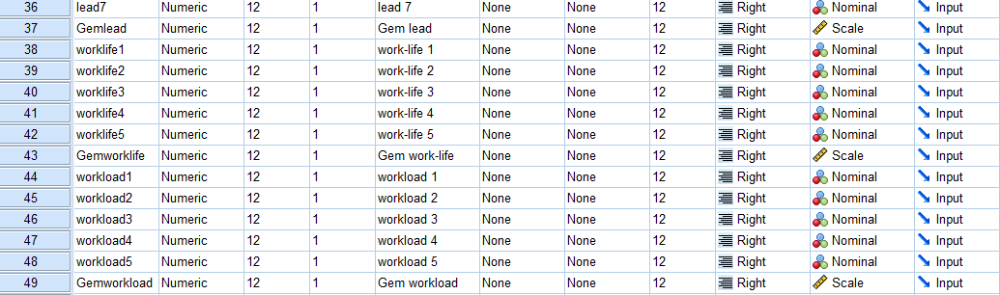 36 lead7 Numeric 12 1 lead 7 None None 12 Right Nominal Input
37 Gemlead Numeric 12 1 Gem lead None None 12 Right Scale Input
38 worklife1 Numeric 12 1 work-life 1 None None 12 Right Nominal Input
39 worklife2 Numeric 12 1 work-life 2 None None 12 Right Nominal Input
40 worklife3 Numeric 12 1 work-life 3 None None 12 Right Nominal Input
41 worklife4 Numeric 12 1 work-life 4 None None 12 Right Nominal Input
42 worklife5 Numeric 12 1 work-life 5 None None 12 Right Nominal Input
43 Gemworklife Numeric 12 1 Gem work-life None None 12 Right Scale Input
44 workload1 Numeric 12 1 workload 1 None None 12 Right Nominal Input
45 workload2 Numeric 12 1 workload 2 None None 12 Right Nominal Input
46 workload3 Numeric 12 1 workload 3 None None 12 Right Nominal Input
47 workload4 Numeric 12 1 workload 4 None None 12 Right Nominal Input
48 workload5 Numeric 12 1 workload 5 None None 12 Right Nominal Input
49 Gemworkload Numeric 12 1 Gem workload None None 12 Right Scale Input